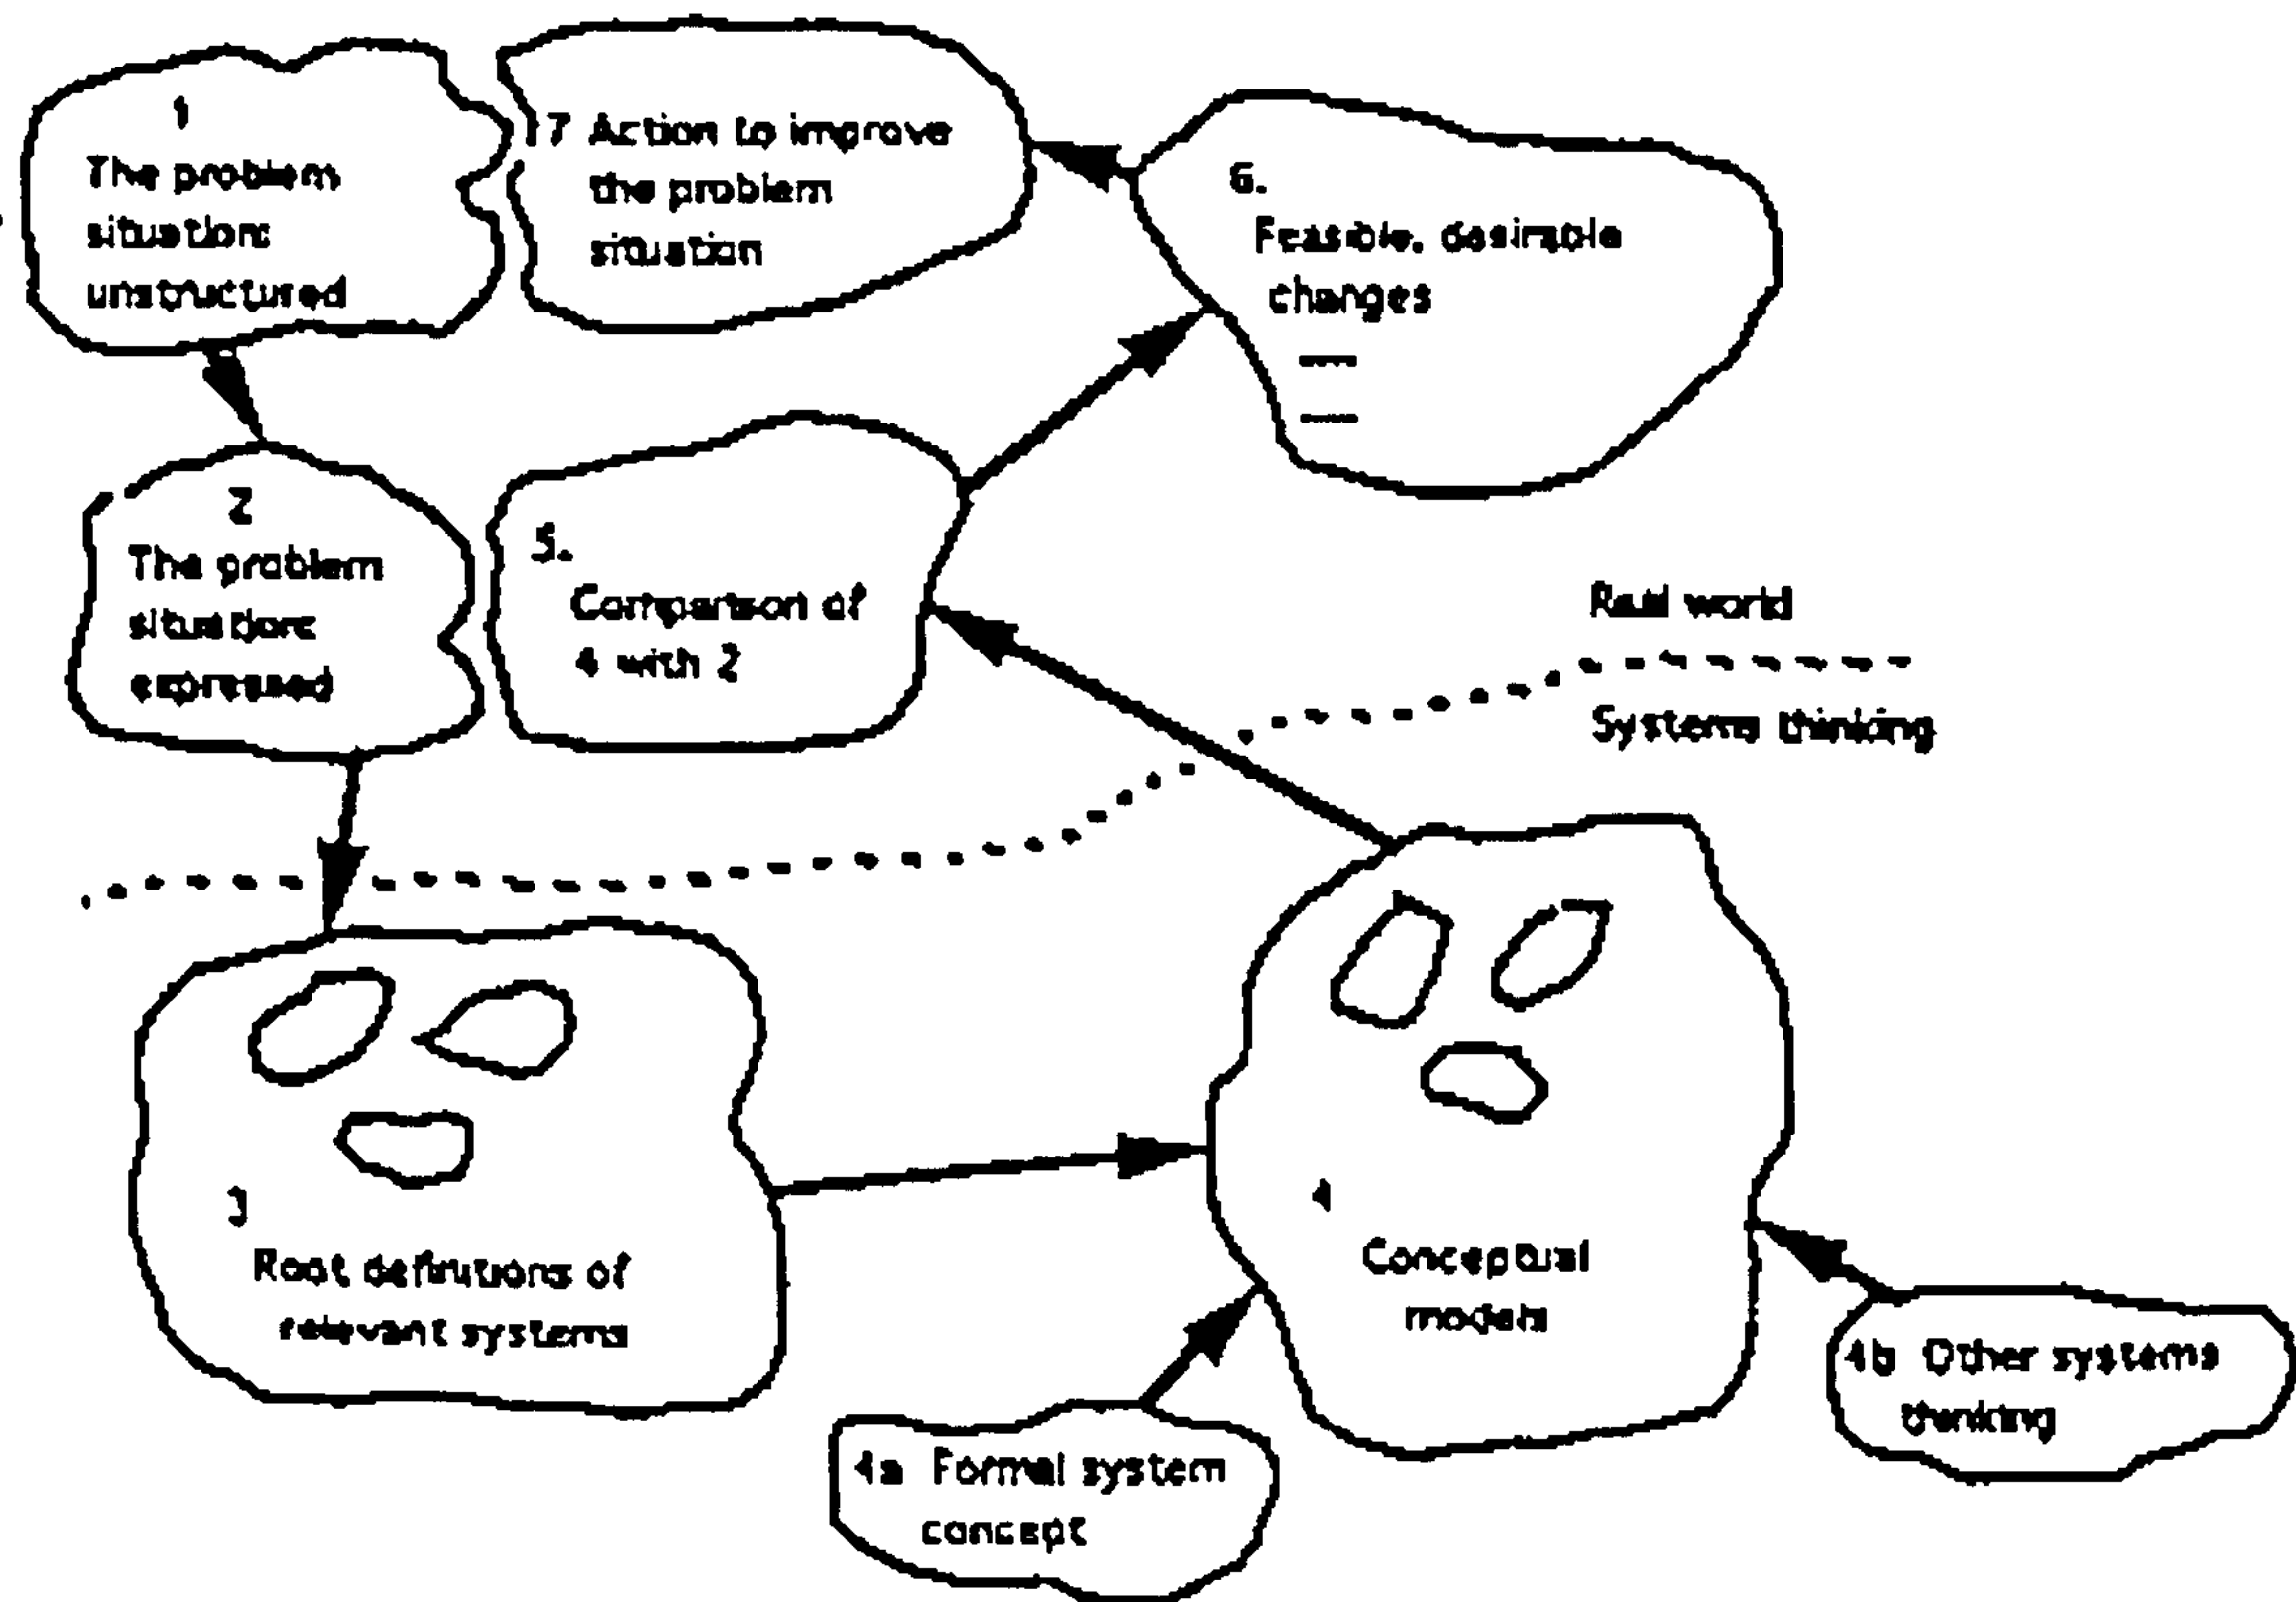 1
The problem
situation:
unstructured
7 Action to improve
the problem
situation
6.
Feasible, desirable
changes
2
The problem
situation:
expressed
5.
Comparison of
4 with 2
Real world
Systems thinking
3
Root definitions of
relevant systems
4
Conceptual
models
4a Formal system
concept
4b Other systems
thinking